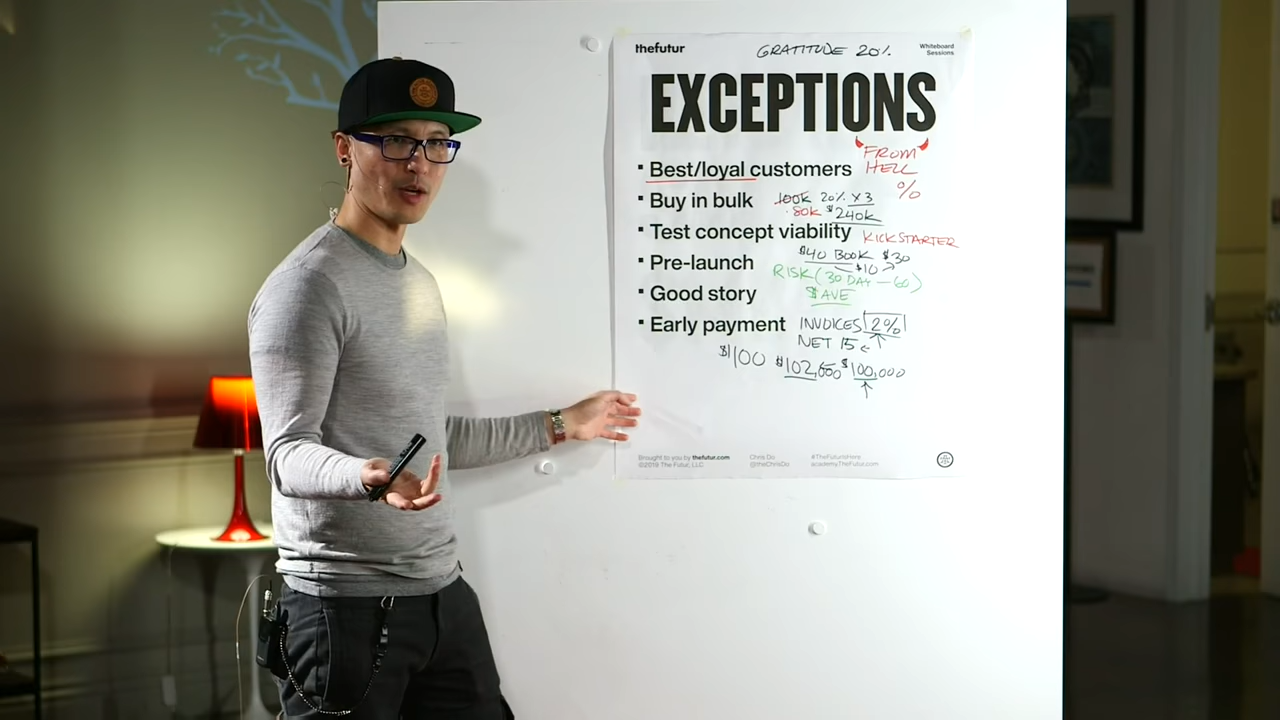 thefutur
GRATITUDE 20%
Whiteboard
Sessions
EXCEPTIONS
FROM
HELL
%
Best/loyal customers
Buy in bulk
100K 20% X3
80K $240K
Test concept viability
KICKSTARTER
$40 BOOK $30
$10
Pre-launch
RISK (30 DAY - 60)
Good story
$AVE
Early payment
INVOICES 2%
NET 15
$100 $102,000 $100,000
Brought to you by thefutur.com
©2019 The Futur, LLC
Chris Do
@theChrisDo
#TheFuturIsHere
academy.TheFutur.com